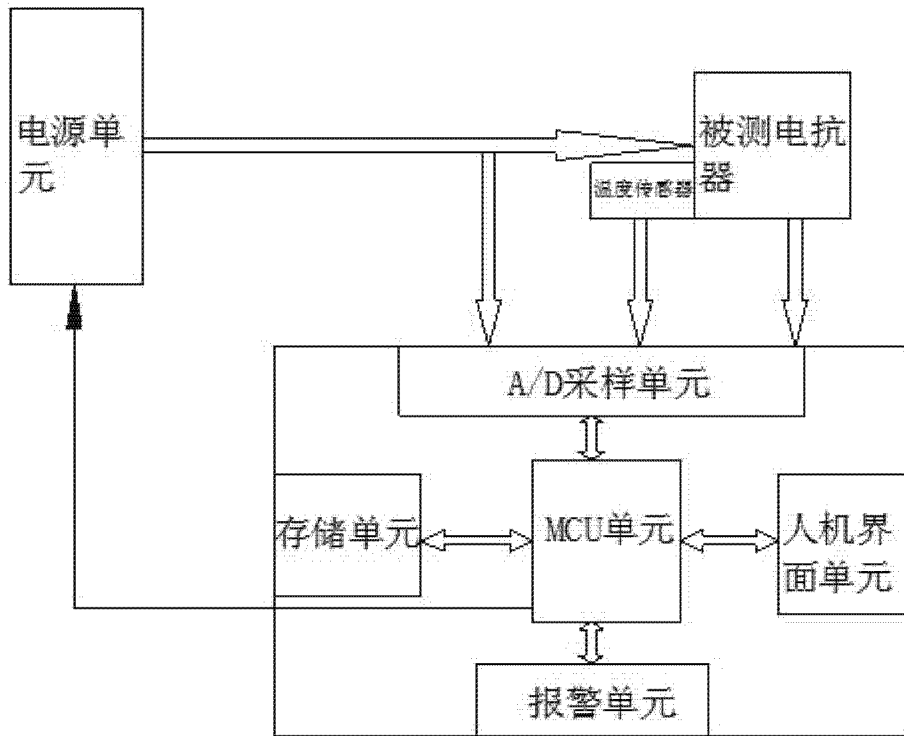 电源单
元
被测电抗
器
温度传感器
A/D采样单元
存储单元
MCU单元
人机界
面单元
报警单元